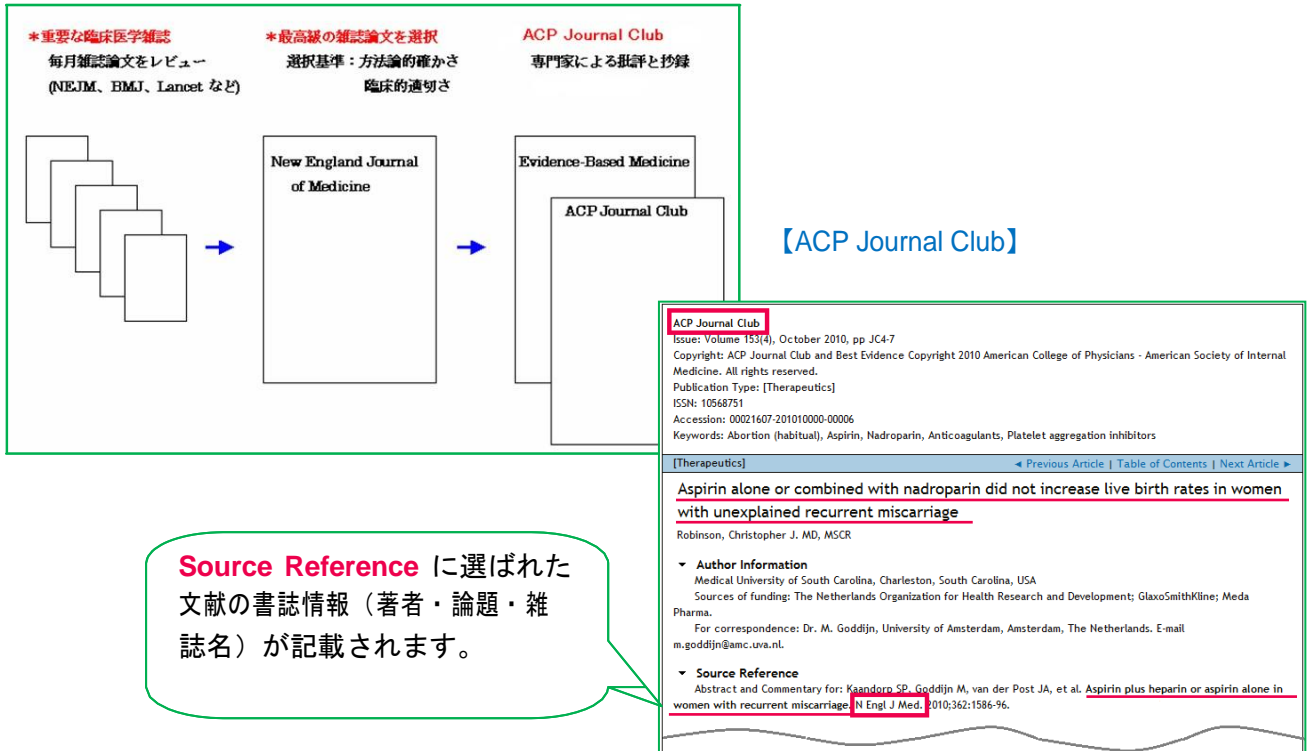 ＊重要な臨床医学雑誌
毎月雑誌論文をレビュー
(NEJM、BMJ、Lancet など)
＊最高級の雑誌論文を選択
選択基準：方法論的確かさ
臨床的適切さ
ACP Journal Club
専門家による批評と抄録
New England Journal
of Medicine
Evidence-Based Medicine
ACP Journal Club
【ACP Journal Club】
ACP Journal Club
Issue: Volume 153(4), October 2010, pp JC4-7
Copyright: ACP Journal Club and Best Evidence Copyright 2010 American College of Physicians - American Society of Internal
Medicine. All rights reserved.
Publication Type: [Therapeutics]
ISSN: 10568751
Accession: 00021607-201010000-00006
Keywords: Abortion (habitual), Aspirin, Nadroparin, Anticoagulants, Platelet aggregation inhibitors
[Therapeutics]
◄ Previous Article | Table of Contents | Next Article ►
Aspirin alone or combined with nadroparin did not increase live birth rates in women
with unexplained recurrent miscarriage
Robinson, Christopher J. MD, MSCR
▼ Author Information
Medical University of South Carolina, Charleston, South Carolina, USA
Sources of funding: The Netherlands Organization for Health Research and Development; GlaxoSmithKline; Meda
Pharma.
For correspondence: Dr. M. Goddijn, University of Amsterdam, Amsterdam, The Netherlands. E-mail
m.goddijn@amc.uva.nl.
▼ Source Reference
Abstract and Commentary for: Kaandorp SP, Goddijn M, van der Post JA, et al. Aspirin plus heparin or aspirin alone in
women with recurrent miscarriage. N Engl J Med. 2010;362:1586-96.
Source Reference に選ばれた
文献の書誌情報（著者・論題・雑
誌名）が記載されます。